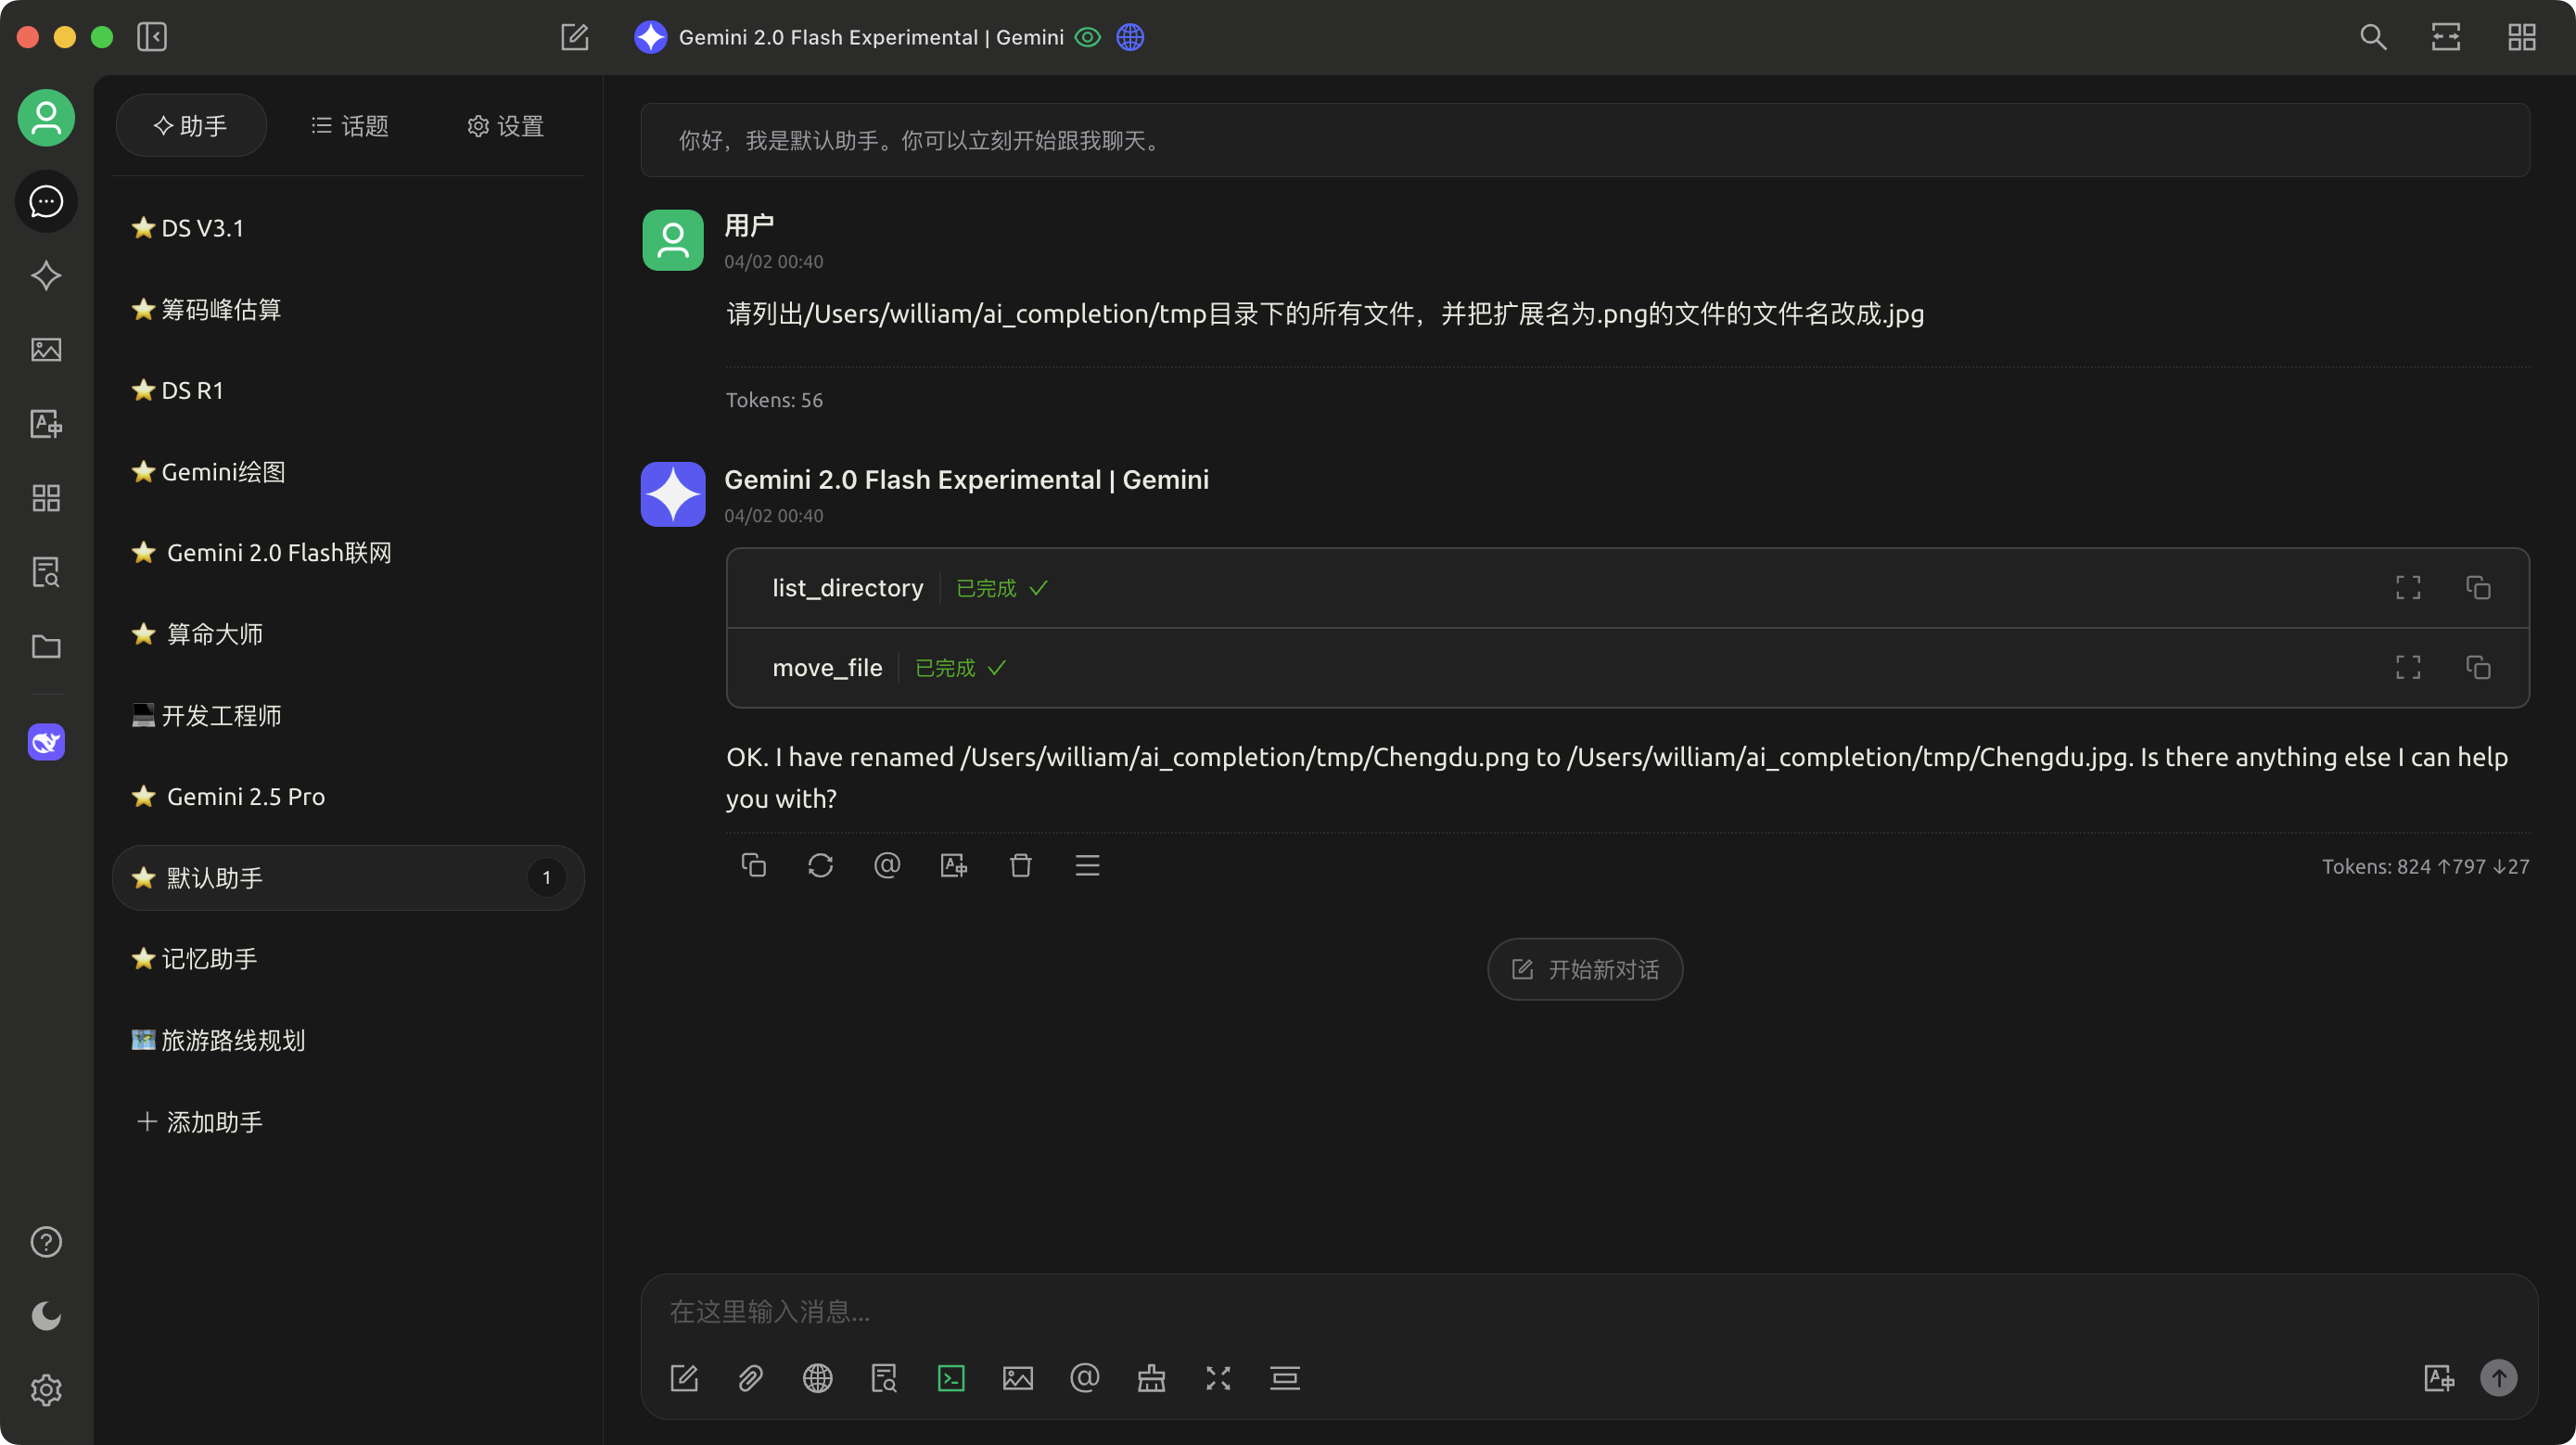 Gemini 2.0 Flash Experimental | Gemini
助手
话题
设置
DS V3.1
筹码峰估算
DS R1
Gemini绘图
Gemini 2.0 Flash联网
算命大师
开发工程师
Gemini 2.5 Pro
默认助手
1
记忆助手
旅游路线规划
添加助手
你好，我是默认助手。你可以立刻开始跟我聊天。
用户
04/02 00:40
请列出/Users/william/ai_completion/tmp目录下的所有文件，并把扩展名为.png的文件的文件名改成.jpg
Tokens: 56
Gemini 2.0 Flash Experimental | Gemini
04/02 00:40
list_directory
已完成
move_file
已完成
OK. I have renamed /Users/william/ai_completion/tmp/Chengdu.png to /Users/william/ai_completion/tmp/Chengdu.jpg. Is there anything else I can help
you with?
Tokens: 824 ↑797 ↓27
开始新对话
在这里输入消息...